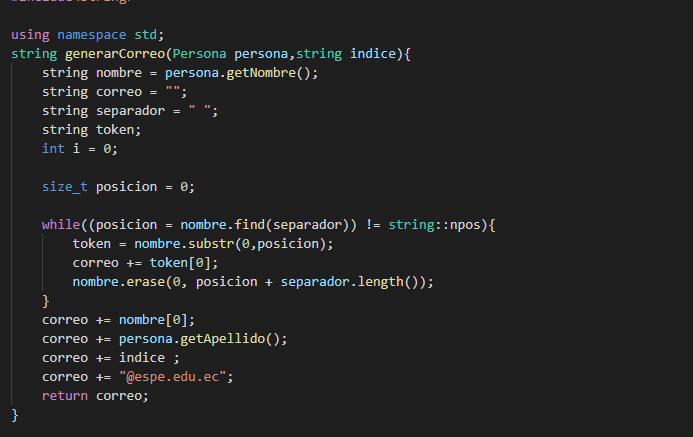 using namespace std;
string generarCorreo(Persona persona,string indice){
string nombre = persona.getNombre();
string correo = "";
string separador = " ";
string token;
int i = 0;
size_t posicion = 0;
while((posicion = nombre.find(separador)) != string::npos){
token = nombre.substr(0,posicion);
correo += token[0];
nombre.erase(0, posicion + separador.length());
}
correo += nombre[0];
correo += persona.getApellido();
correo += indice ;
correo += "@espe.edu.ec";
return correo;
}